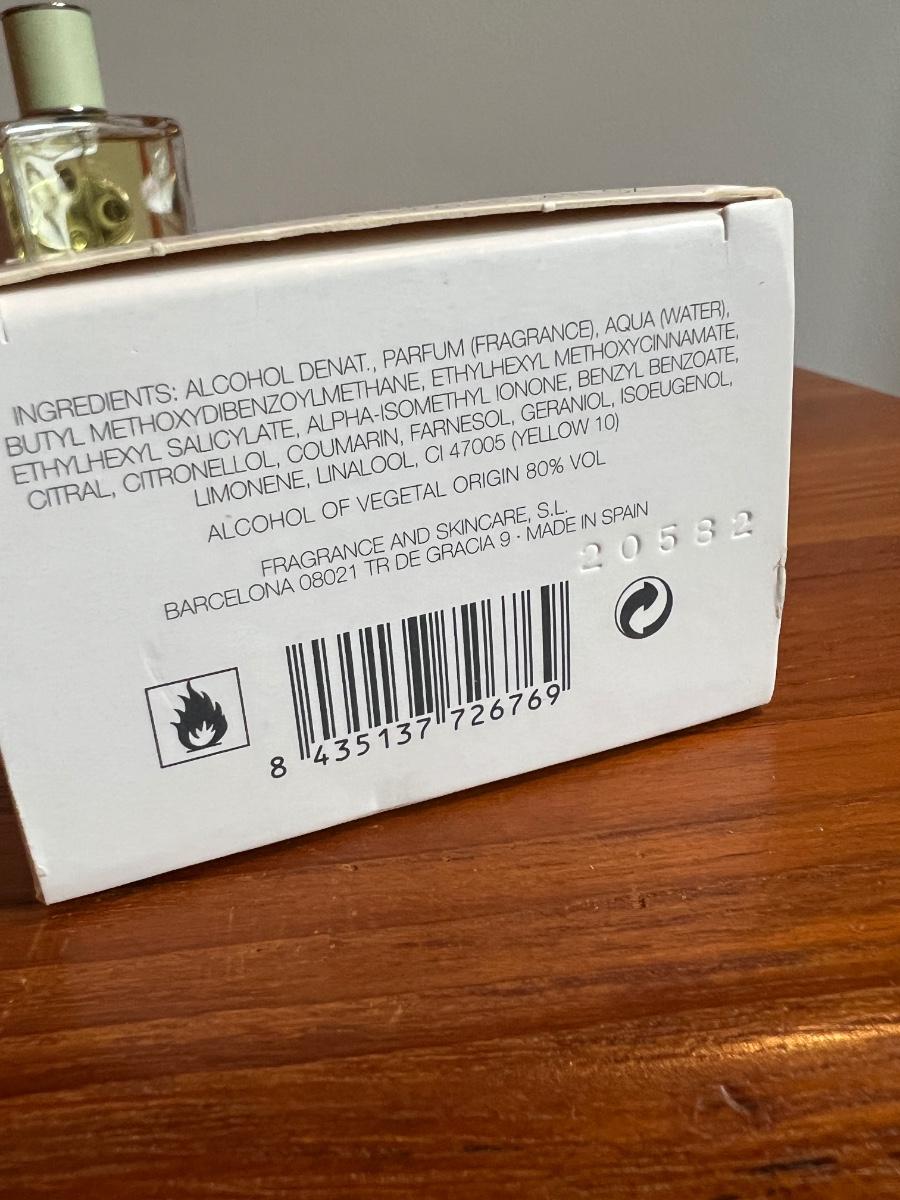 INGREDIENTS: ALCOHOL DENAT., PARFUM (FRAGRANCE), AQUA (WATER),
BUTYL METHOXYDIBENZOYLMETHANE, ETHYLHEXYL METHOXYCINNAMATE,
ETHYLHEXYL SALICYLATE, ALPHA-ISOMETHYL IONONE, BENZYL BENZOATE,
CITRAL, CITRONELLOL, COUMARIN, FARNESOL, GERANIOL, ISOEUGENOL,
LIMONENE, LINALOOL, CI 47005 (YELLOW 10)
ALCOHOL OF VEGETAL ORIGIN 80% VOL
FRAGRANCE AND SKINCARE, S.L.
BARCELONA 08021 TR DE GRACIA 9 · MADE IN SPAIN
20582
8 435137 726769